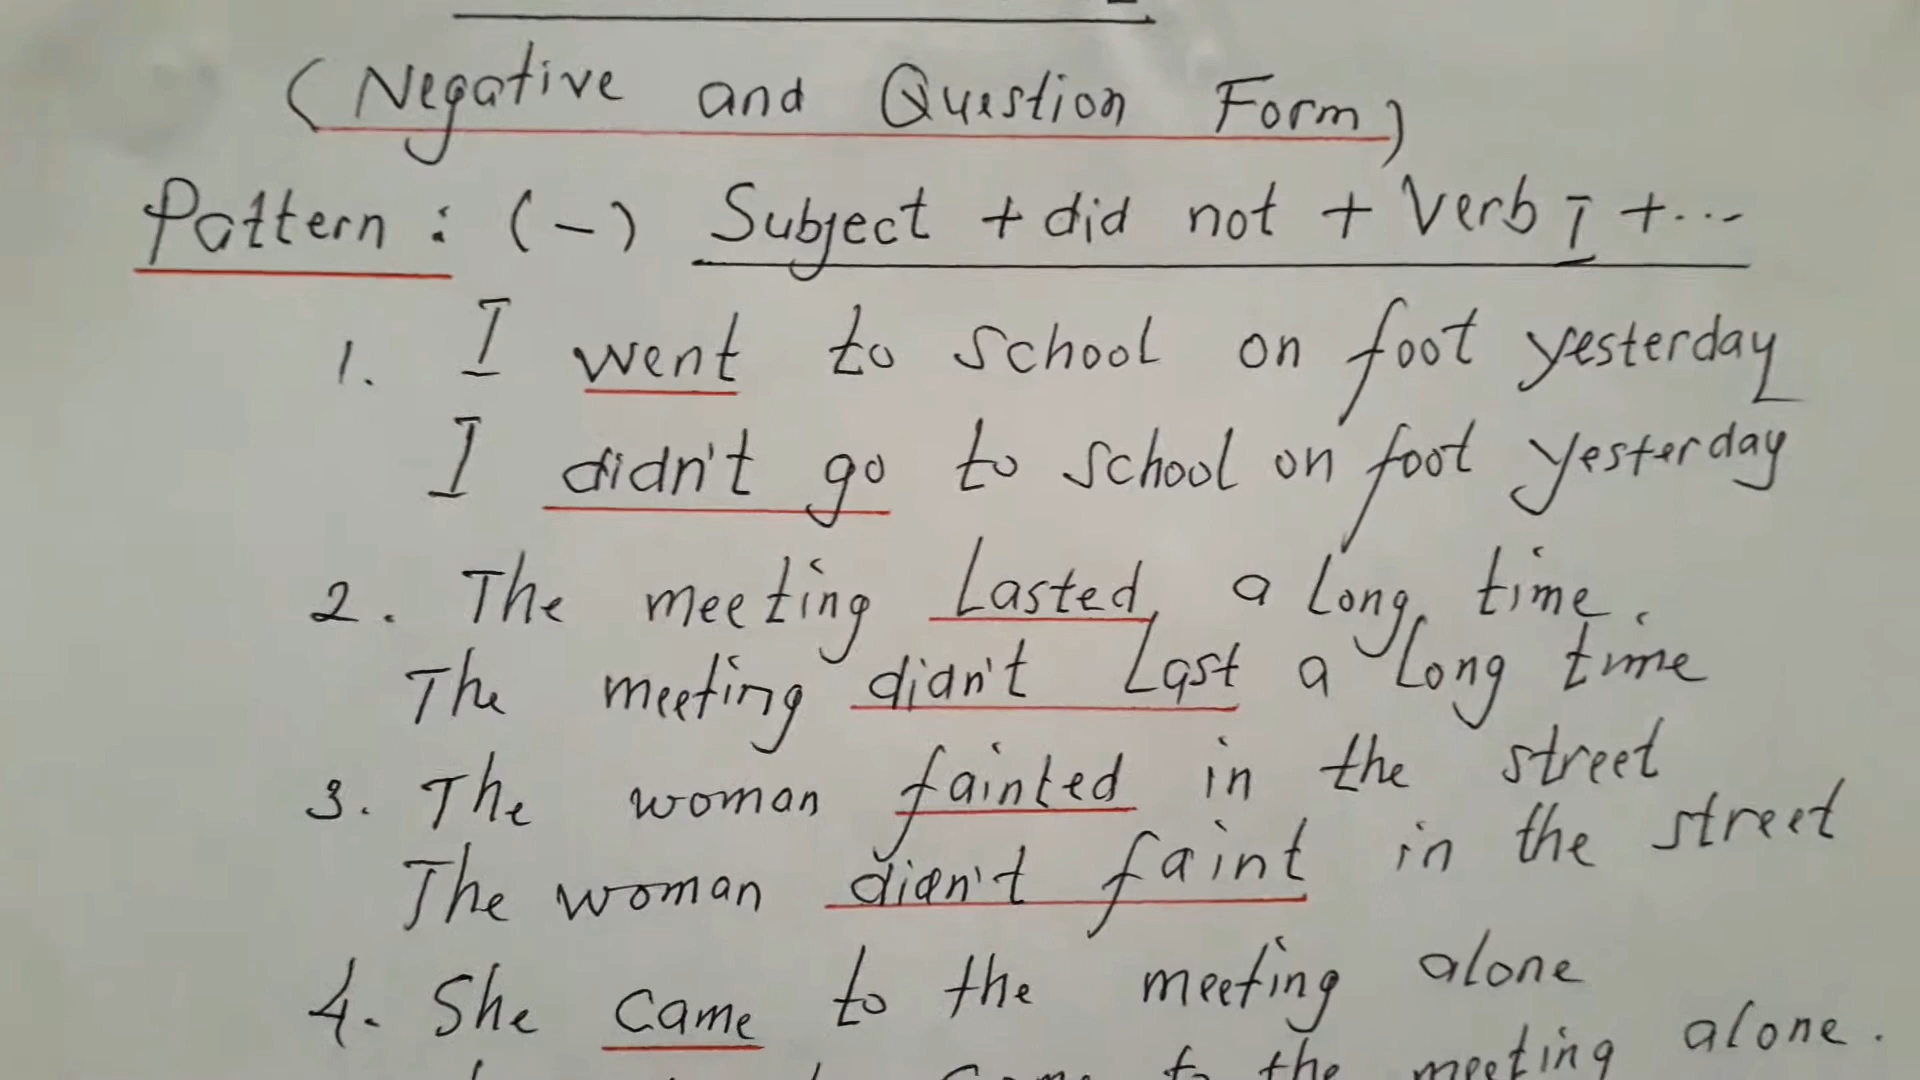 (Negative and Question Form)
Pattern : (-) Subject + did not + Verb I +...
1. I went to school on foot yesterday
I didn't go to school on foot yesterday
2. The meeting Lasted a long time.
The meeting didn't Last a long time
3. The woman fainted in the street
The woman didn't faint in the street
4. She came to the meeting alone
to the meeting alone.